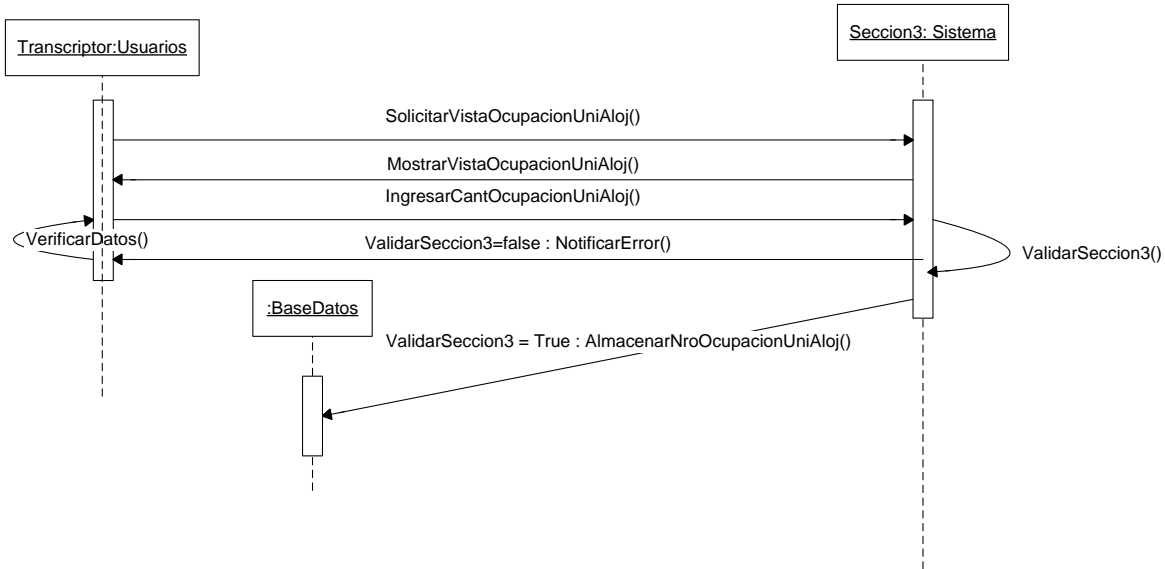 Transcriptor:Usuarios
Seccion3: Sistema
SolicitarVistaOcupacionUniAloj()
MostrarVistaOcupacionUniAloj()
IngresarCantOcupacionUniAloj()
VerificarDatos()
ValidarSeccion3=false : NotificarError()
ValidarSeccion3()
:BaseDatos
ValidarSeccion3 = True : AlmacenarNroOcupacionUniAloj()